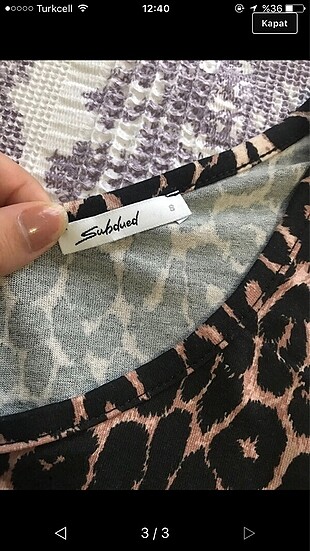 Turkcell 12:40 %36
Kapat
Subdued
S
3 / 3